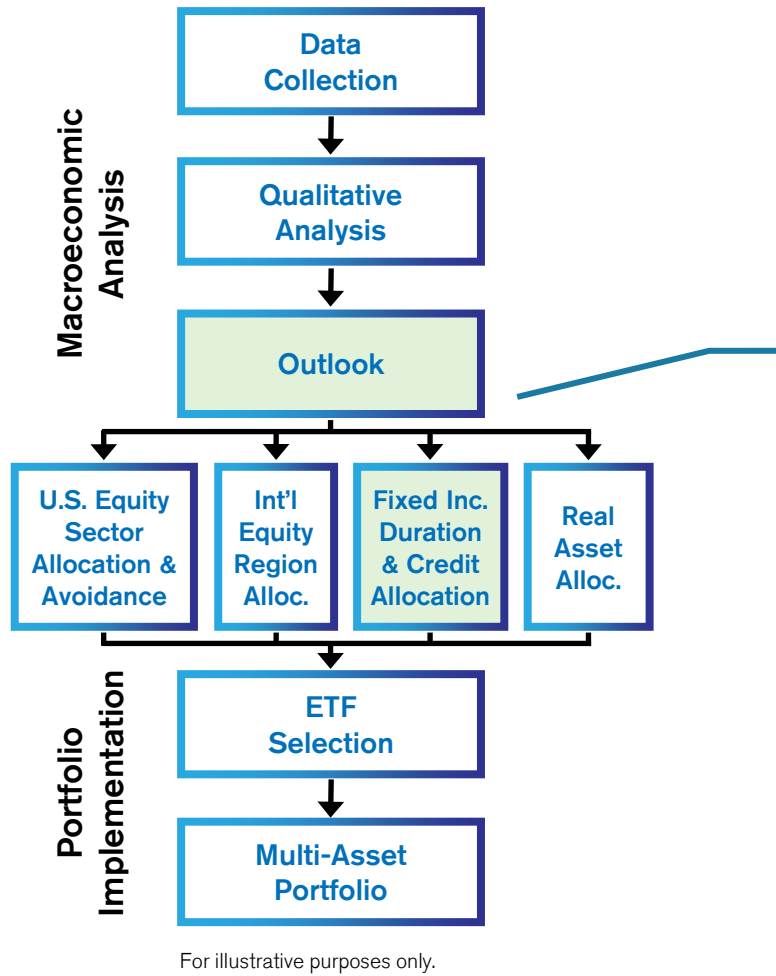 Macroeconomic
Analysis
Data
Collection
Qualitative
Analysis
Outlook
U.S. Equity
Sector
Allocation &
Avoidance
Int'l
Equity
Region
Alloc.
Fixed Inc.
Duration
& Credit
Allocation
Real
Asset
Alloc.
Portfolio
Implementation
ETF
Selection
Multi-Asset
Portfolio
For illustrative purposes only.